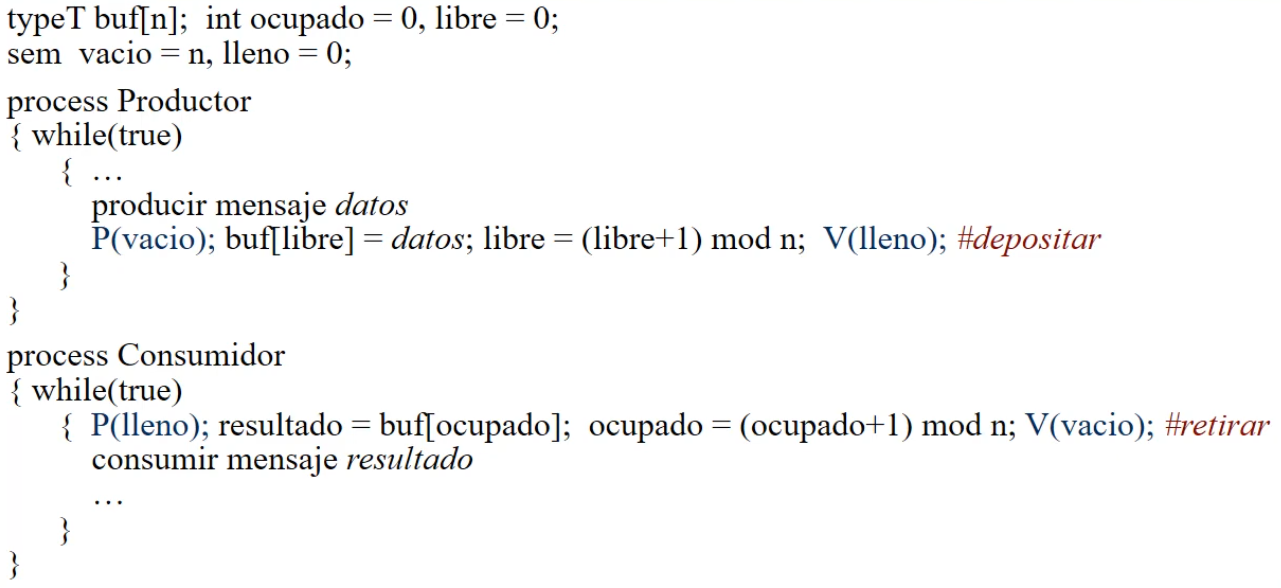 typeT buf[n];  int ocupado = 0, libre = 0;
sem  vacio = n, lleno = 0;
process Productor
{ while(true)
{  …
producir mensaje datos
P(vacio); buf[libre] = datos; libre = (libre+1) mod n;  V(lleno); #depositar
}
}
process Consumidor
{ while(true)
{  P(lleno); resultado = buf[ocupado];  ocupado = (ocupado+1) mod n; V(vacio); #retirar
consumir mensaje resultado
…
}
}